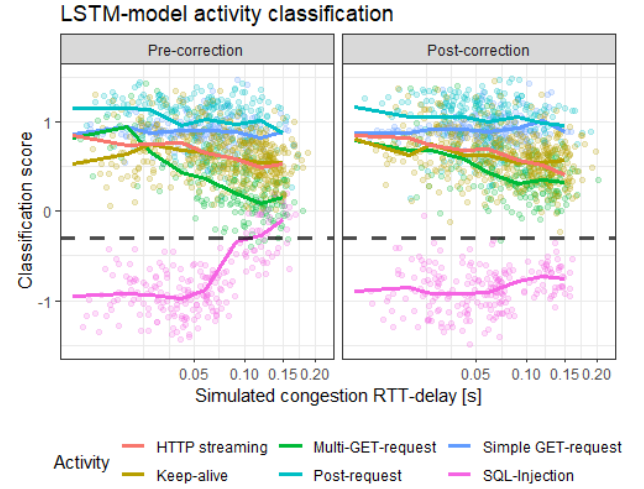 LSTM-model activity classification
Pre-correction
Post-correction
Classification score
1
0
-1
0.05 0.10 0.15 0.20
0.05 0.10 0.15 0.20
Simulated congestion RTT-delay [s]
Activity
HTTP streaming Multi-GET-request Simple GET-request
Keep-alive Post-request SQL-Injection